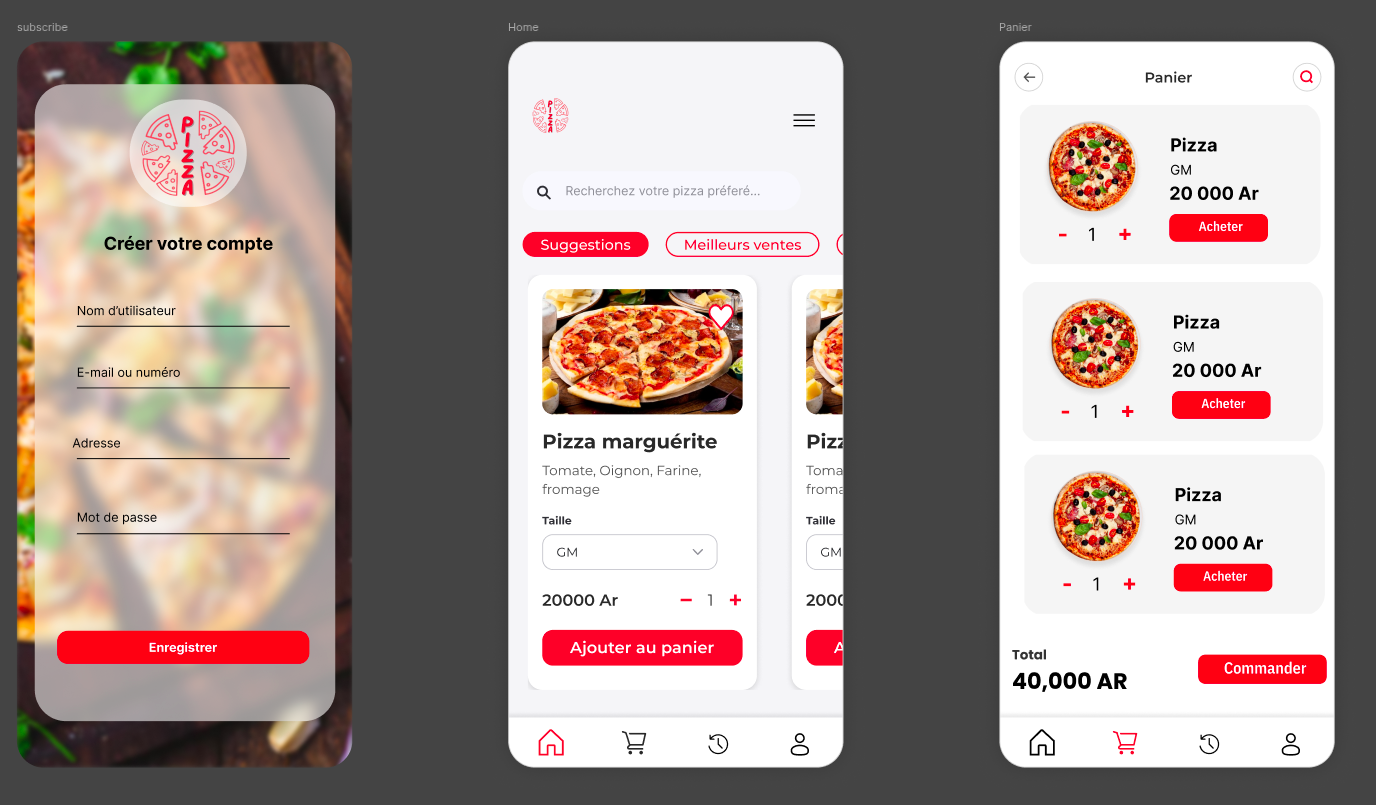 subscribe
PIZZA
Créer votre compte
Nom d'utilisateur
E-mail ou numéro
Adresse
Mot de passe
Enregistrer
Home
PIZZA
Recherchez votre pizza préferé...
Suggestions
Meilleurs ventes
Pizza marguérite
Tomate, Oignon, Farine,
fromage
Taille
GM
20000 Ar
- 1 +
Ajouter au panier
Pizz
Toma
froma
Taille
GM
2000
A
Panier
Panier
Pizza
GM
20 000 Ar
- 1 +
Acheter
Pizza
GM
20 000 Ar
- 1 +
Acheter
Pizza
GM
20 000 Ar
- 1 +
Acheter
Total
40,000 AR
Commander